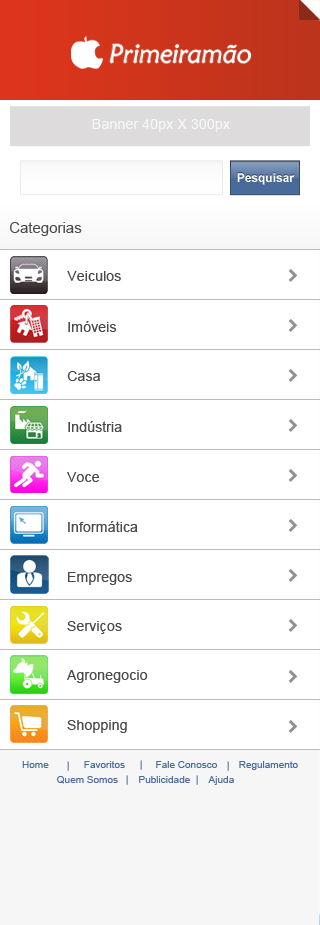 Primeiramão
Banner 40px X 300px
Pesquisar
Categorias
Veiculos
Imóveis
Casa
Indústria
Voce
Informática
Empregos
Serviços
Agronegocio
Shopping
Home | Favoritos | Fale Conosco | Regulamento
Quem Somos | Publicidade | Ajuda